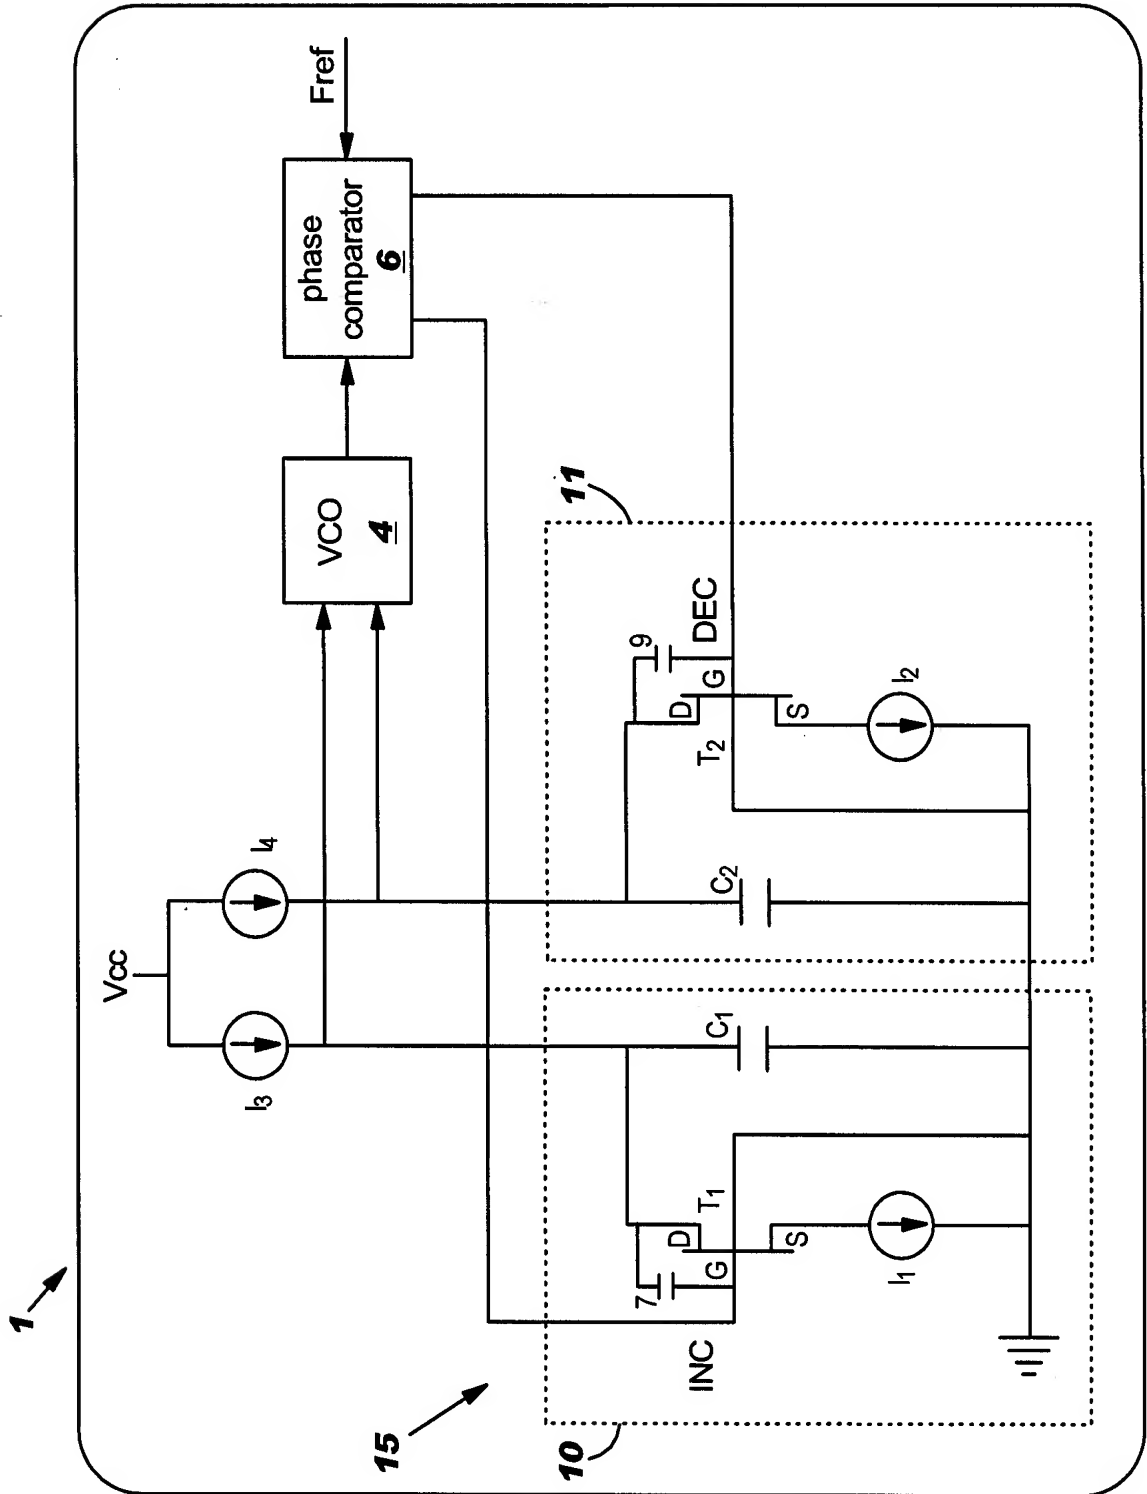 1
Vcc
I3
I4
VCO
4
phase
comparator
6
Fref
15
10
11
INC
7
D
G
S
T1
I1
C1
C2
T2
D
G
S
9
DEC
I2